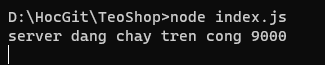 D:\HocGit\TeoShop>node index.js
server dang chay tren cong 9000